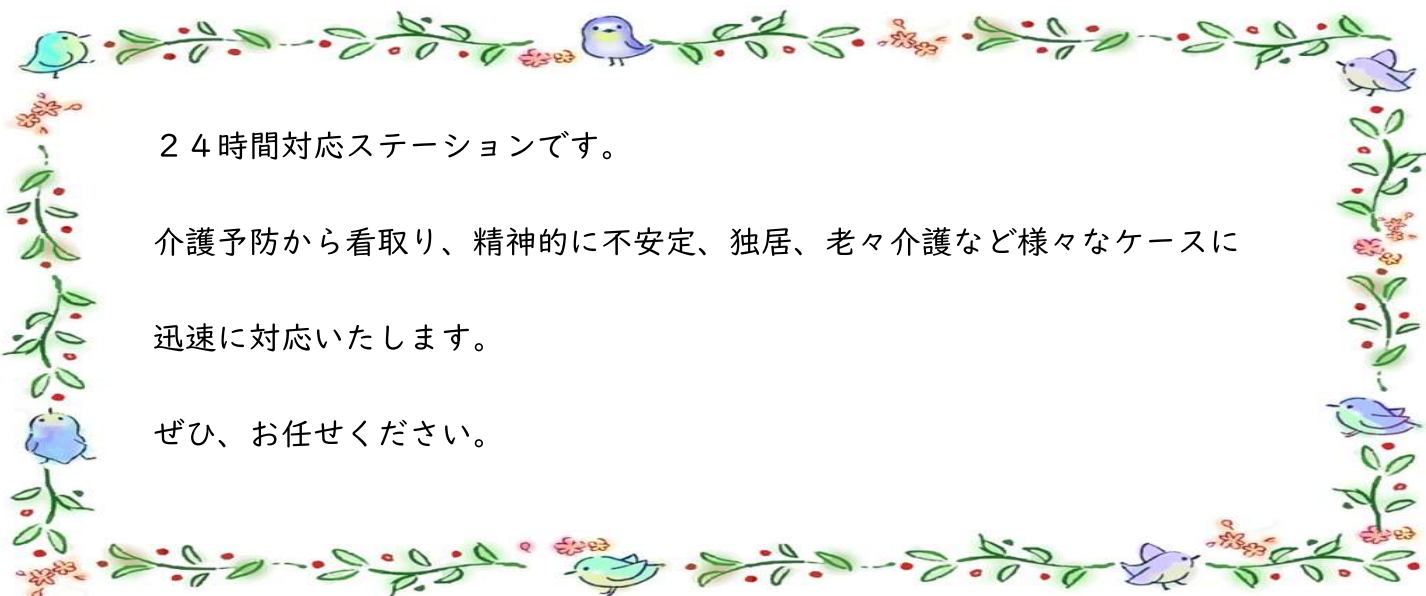 ２４時間対応ステーションです。
介護予防から看取り、精神的に不安定、独居、老々介護など様々なケースに
迅速に対応いたします。
ぜひ、お任せください。